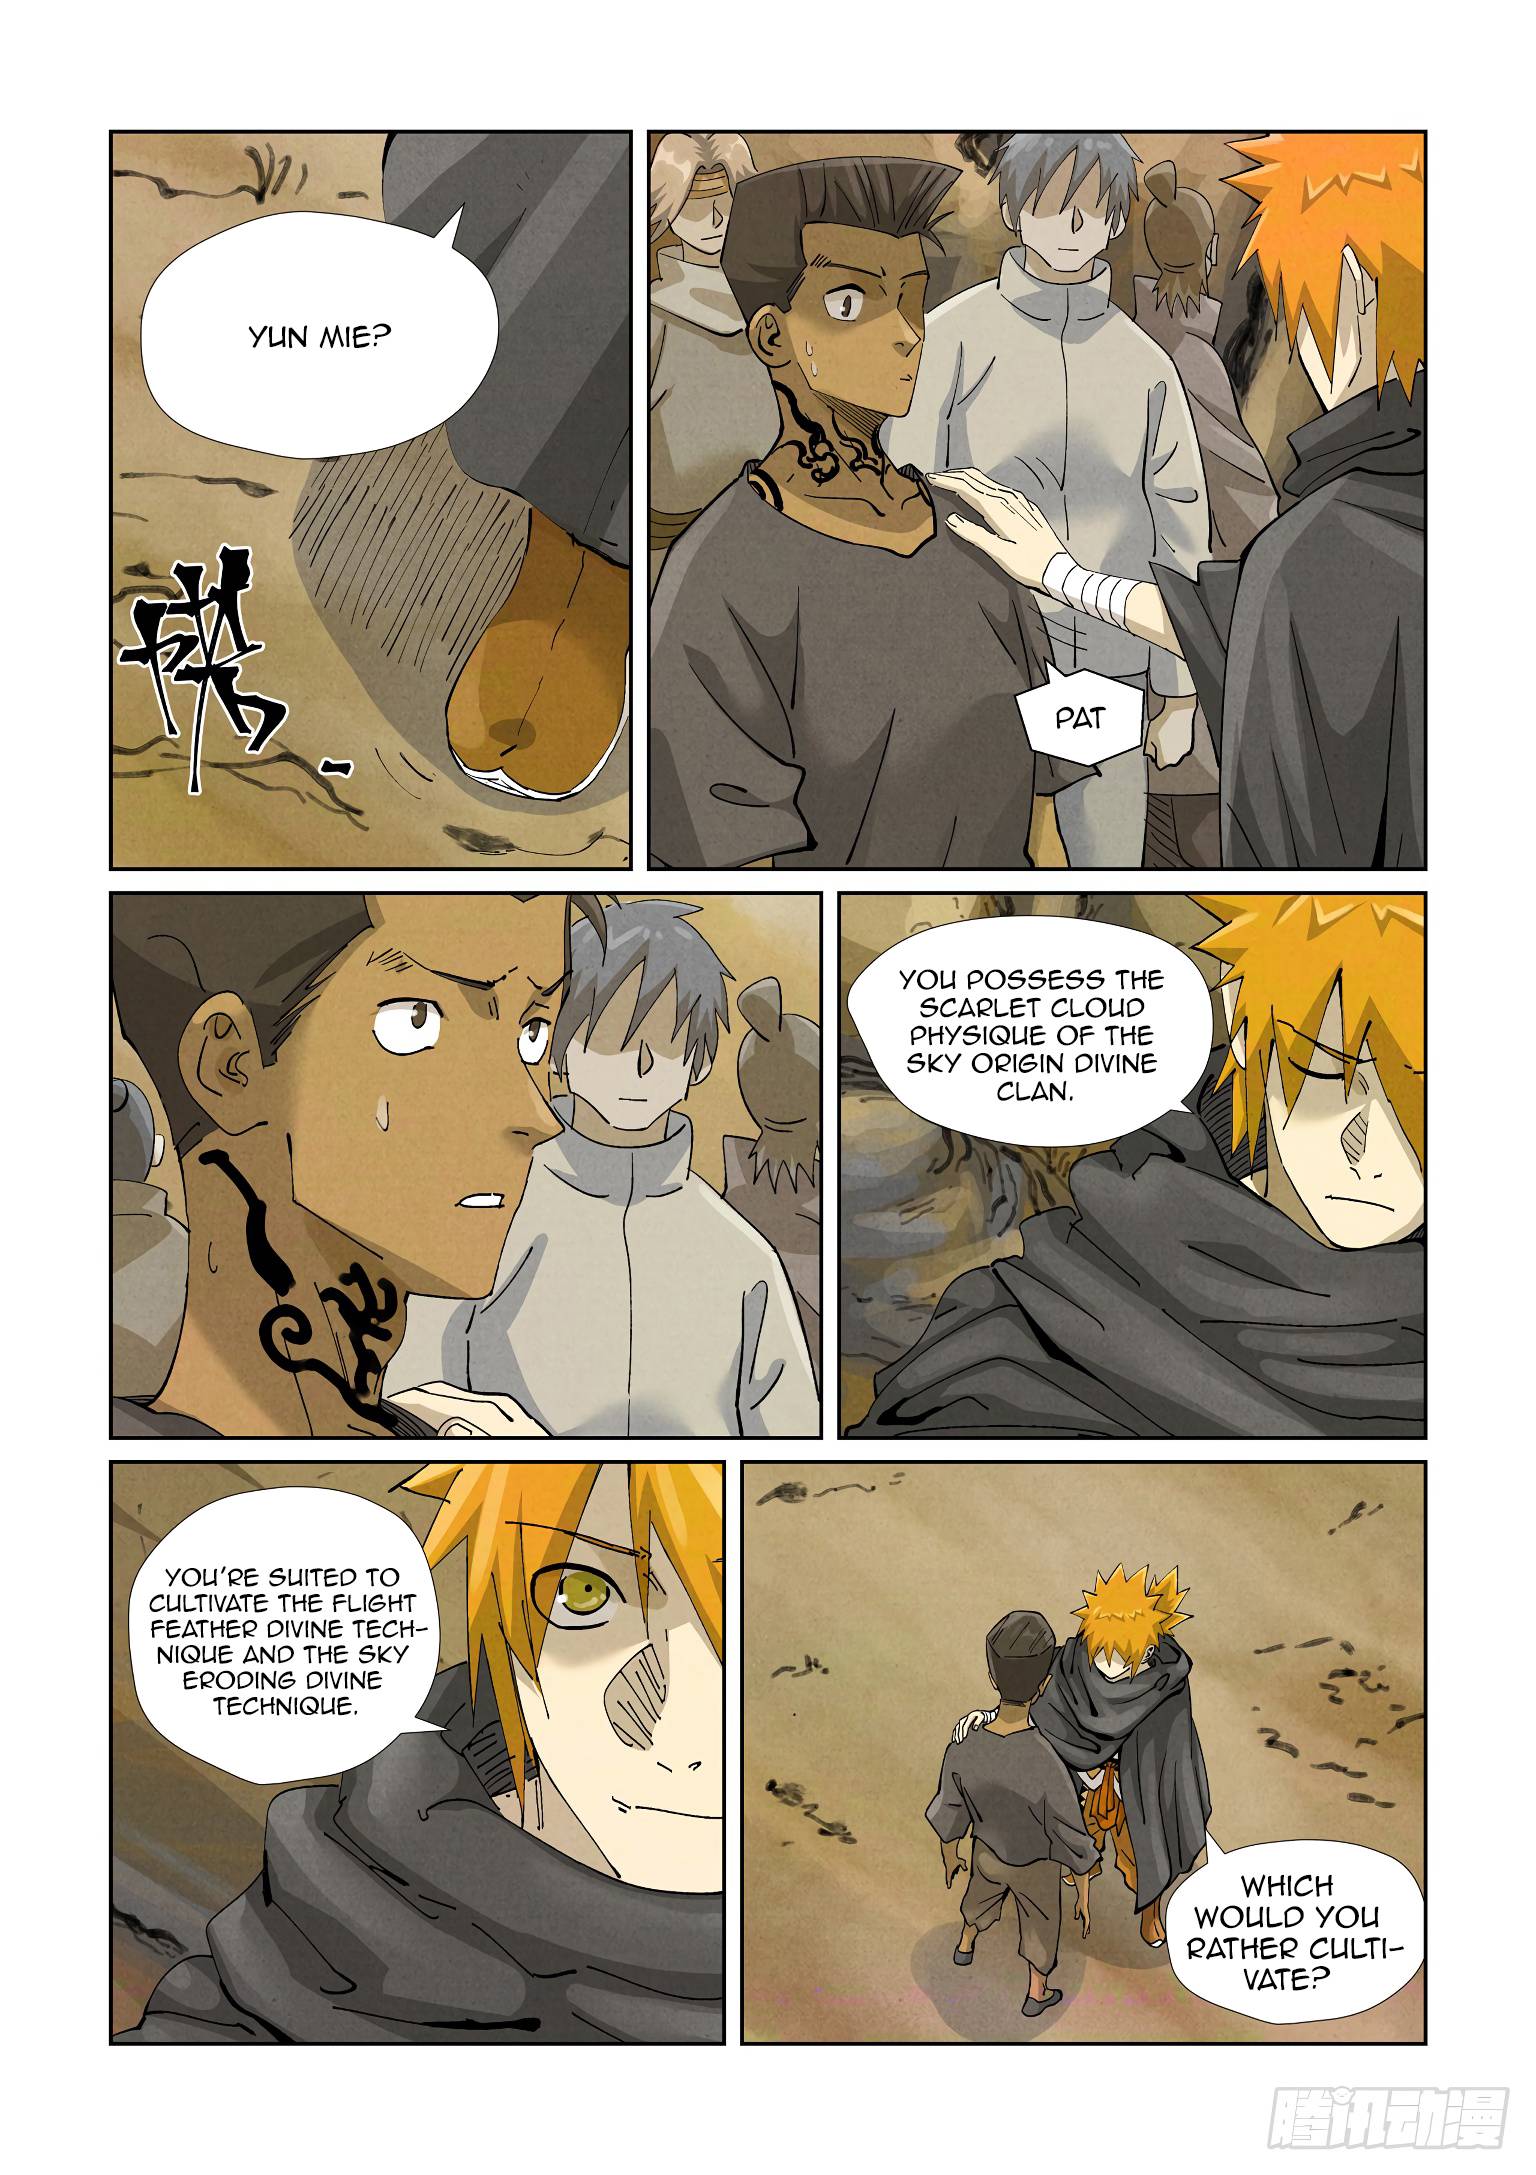 YUN MIE?
PAT
YOU POSSESS THE
SCARLET CLOUD
PHYSIQUE OF THE
SKY ORIGIN DIVINE
CLAN.
YOU'RE SUITED TO
CULTIVATE THE FLIGHT
FEATHER DIVINE TECH-
NIQUE AND THE SKY
ERODING DIVINE
TECHNIQUE.
WHICH
WOULD YOU
RATHER CULTI-
VATE?
腾讯动漫